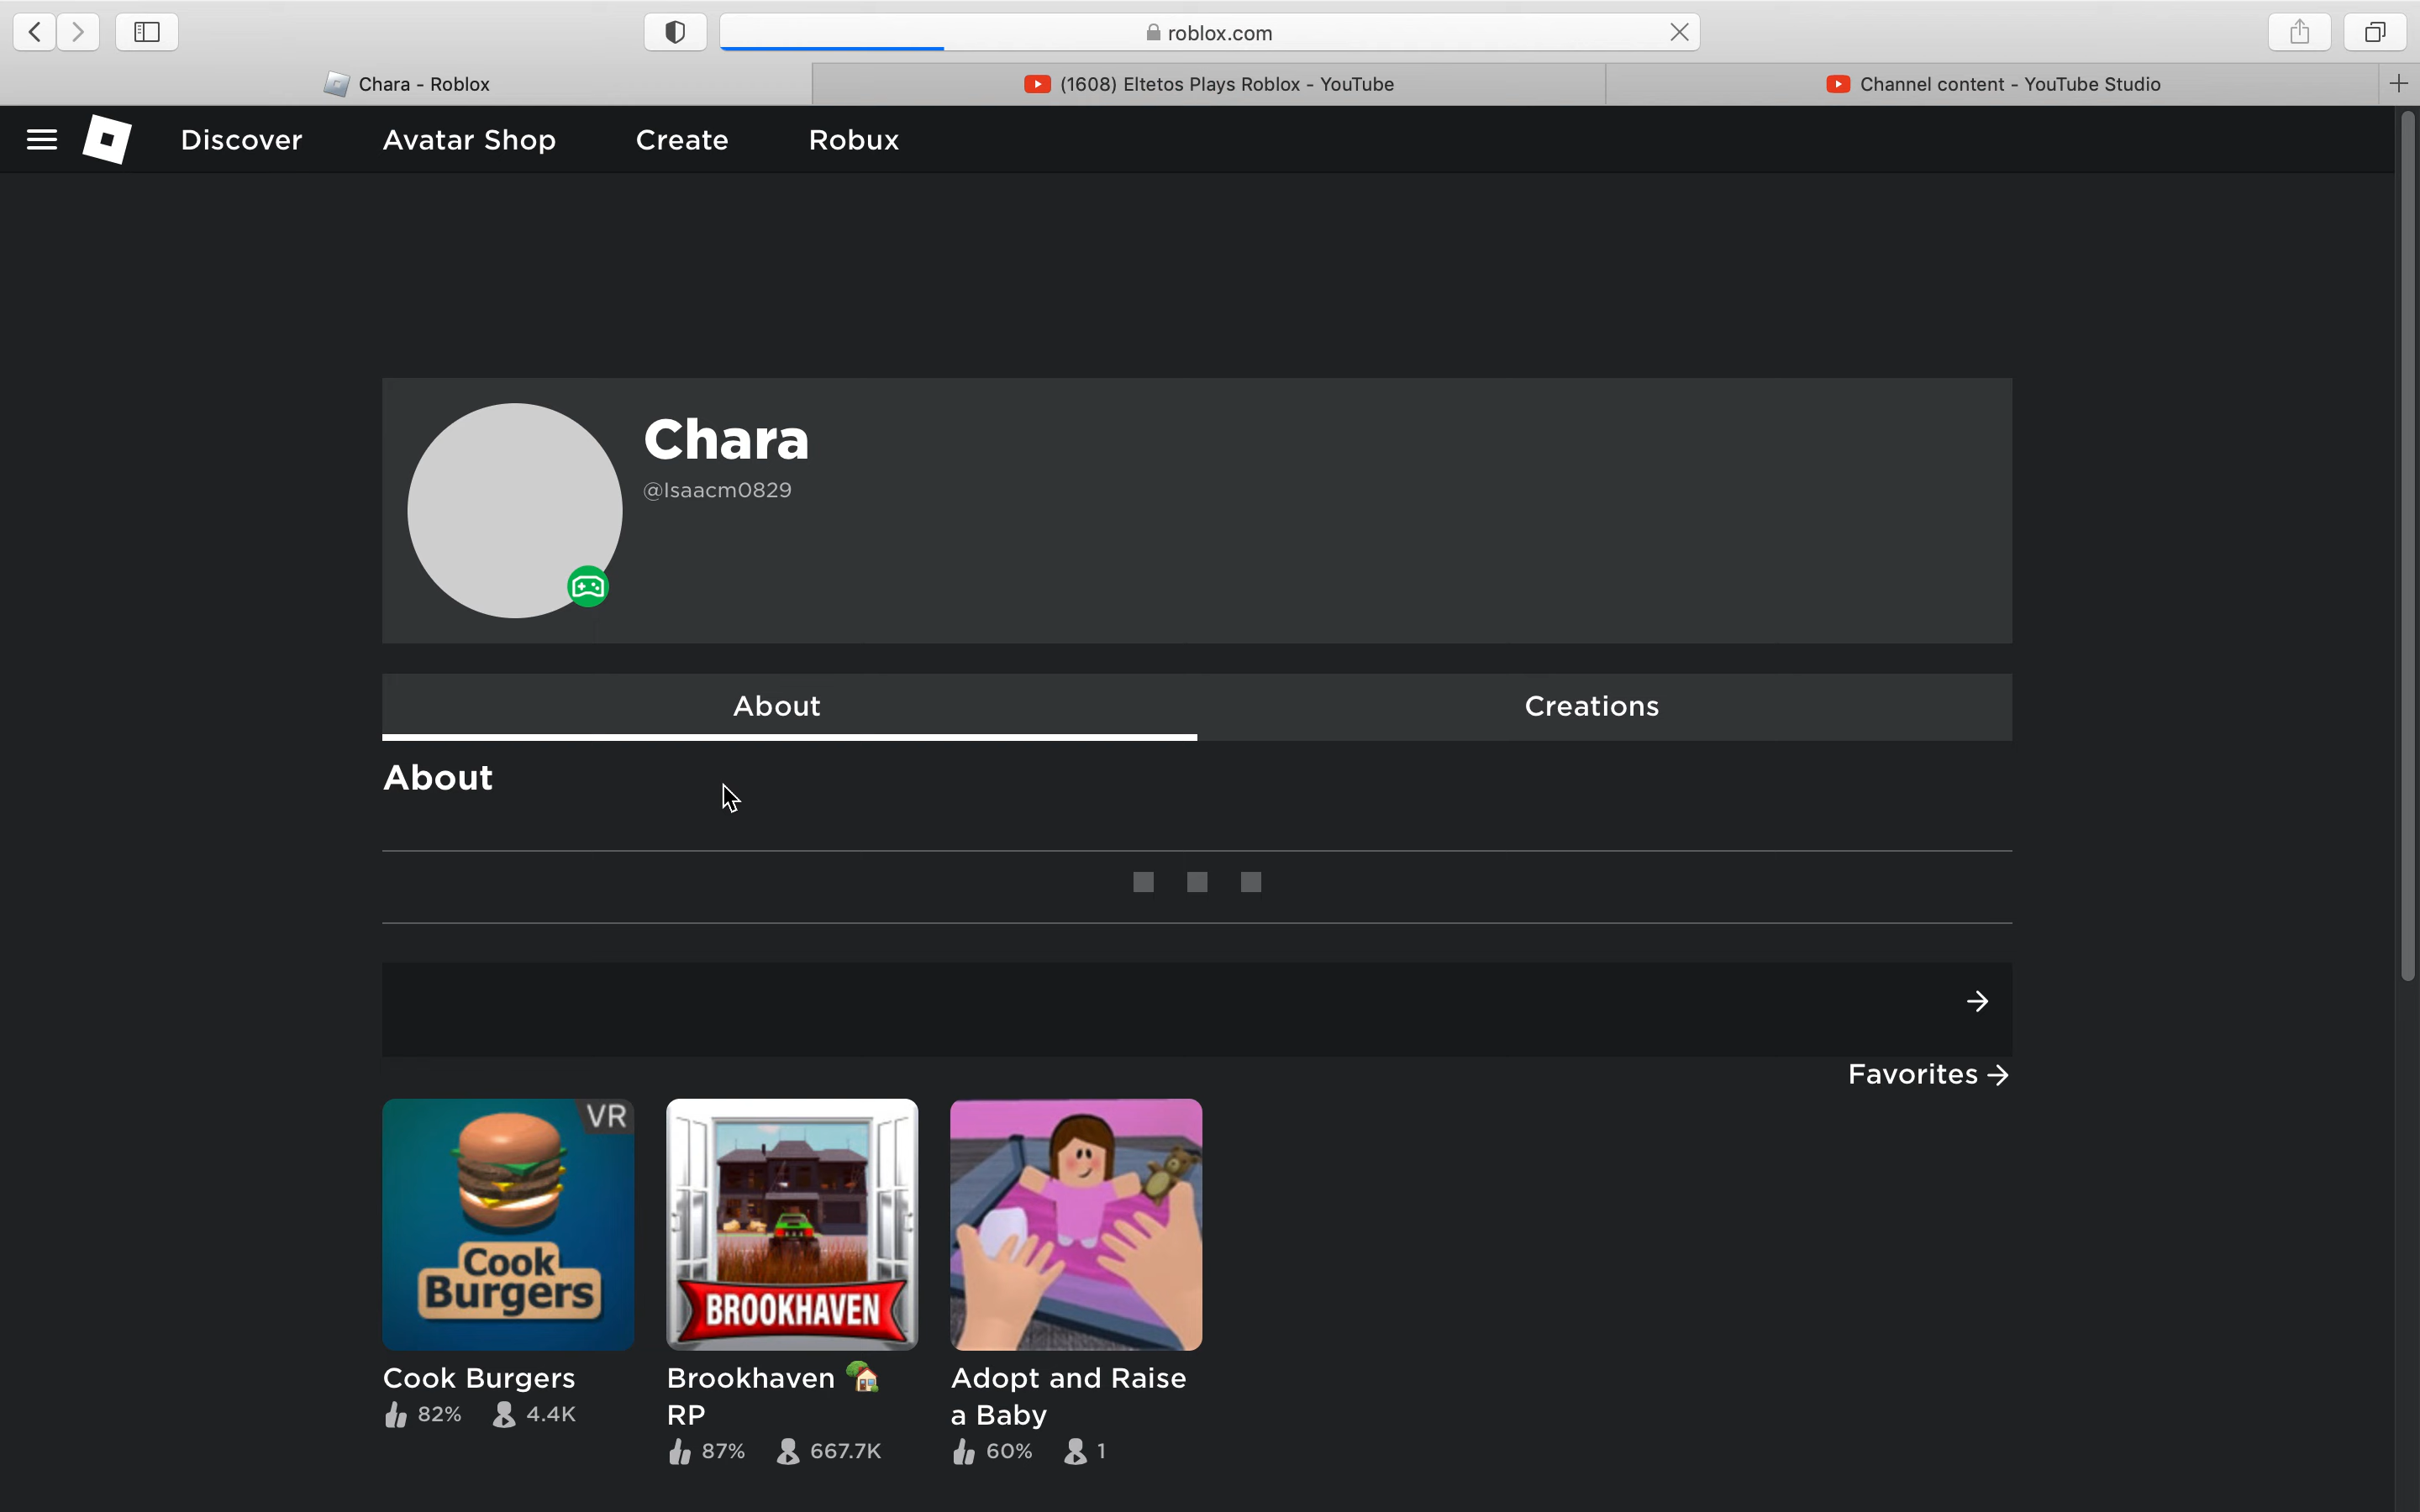 roblox.com
Chara - Roblox
(1608) Eltetos Plays Roblox - YouTube
Channel content - YouTube Studio
Discover
Avatar Shop
Create
Robux
Chara
@Isaacm0829
About
Creations
About
Favorites
VR
Cook
Burgers
BROOKHAVEN
Cook Burgers
82%
4.4K
Brookhaven 🏡
RP
87%
667.7K
Adopt and Raise
a Baby
60%
1